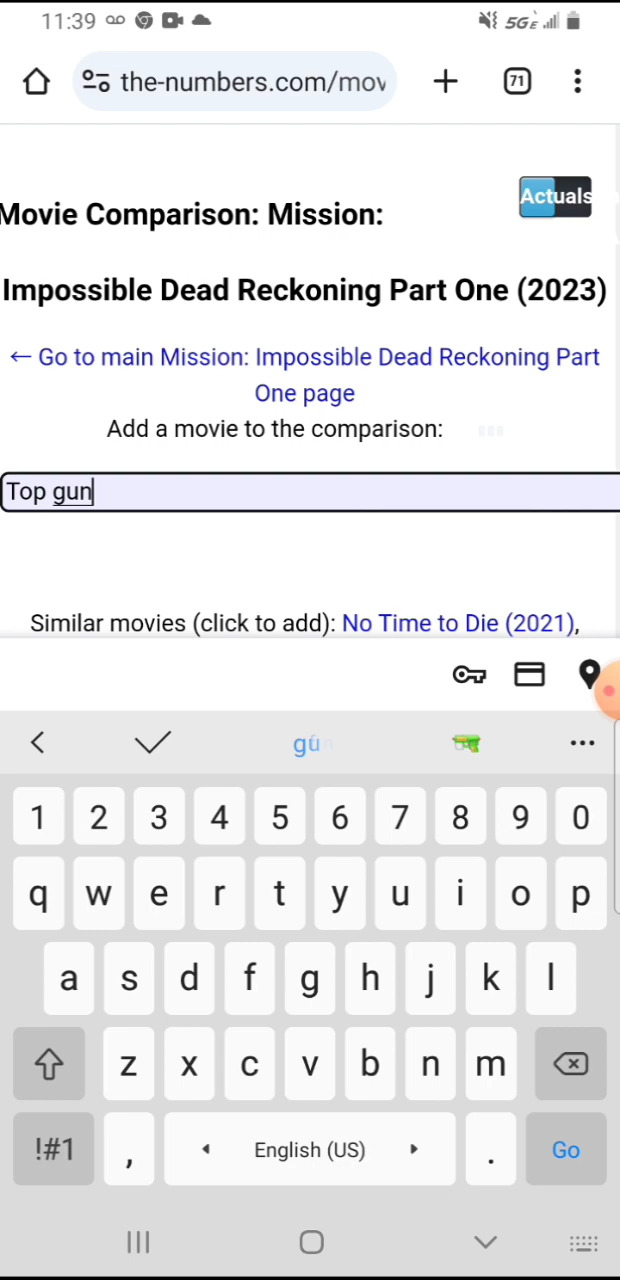 11:39
5GE
the-numbers.com/mov
71
Actuals
Movie Comparison: Mission:
Impossible Dead Reckoning Part One (2023)
← Go to main Mission: Impossible Dead Reckoning Part
One page
Add a movie to the comparison:
Top gun
Similar movies (click to add): No Time to Die (2021),
1 2 3 4 5 6 7 8 9 0
q w e r t y u i o p
a s d f g h j k l
z x c v b n m
!#1 , English (US) . Go